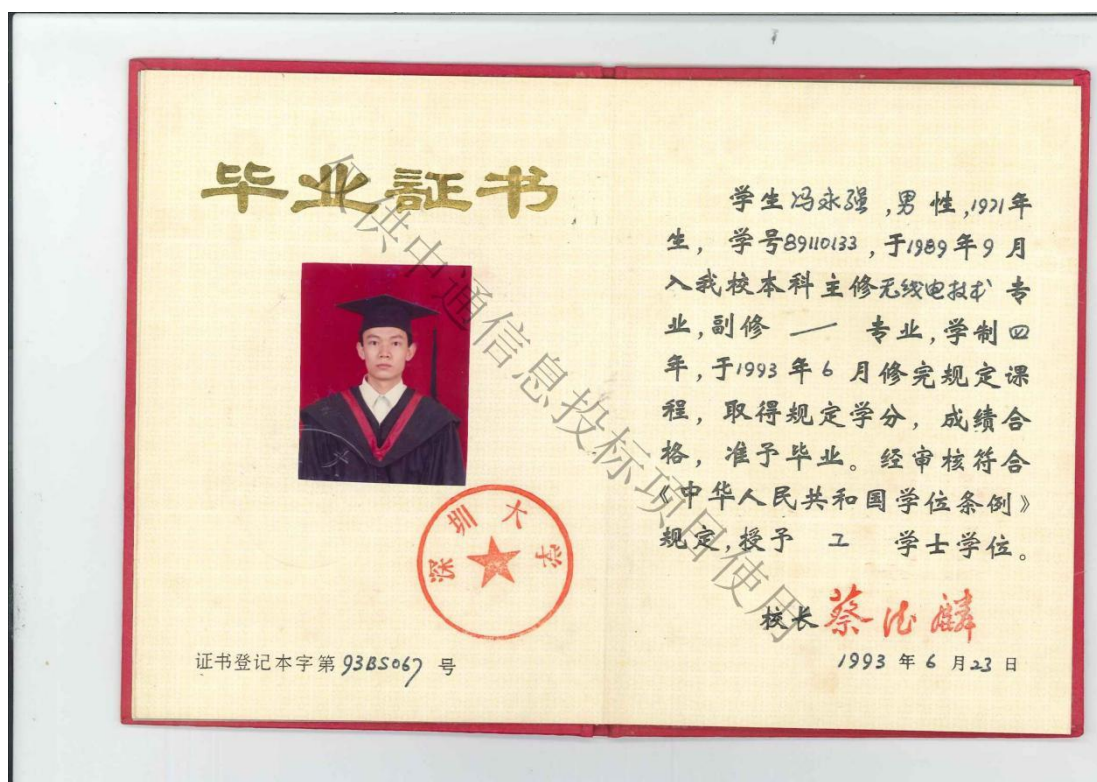 毕业証书
深圳大学
证书登记本字第93BS067号
学生冯永强,男性,1971年
生,学号89110133,于1989年9月
入我校本科主修无线电技术专
业,副修 — 专业,学制四
年,于1993年6月修完规定课
程,取得规定学分,成绩合
格,准予毕业。经审核符合
《中华人民共和国学位条例》
规定,授予 工 学士学位。
校长 蔡德麟
1993年6月23日
仅供中通信息投标项目使用